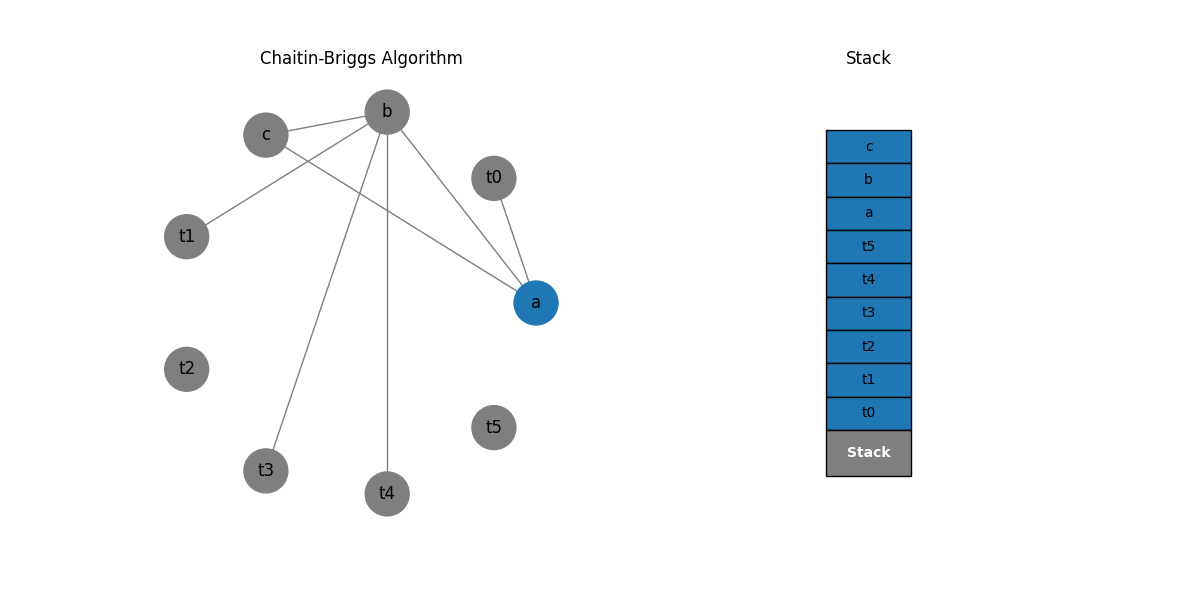 Chaitin-Briggs Algorithm
b
c
t0
t1
a
t2
t5
t3
t4
Stack
c
b
a
t5
t4
t3
t2
t1
t0
Stack